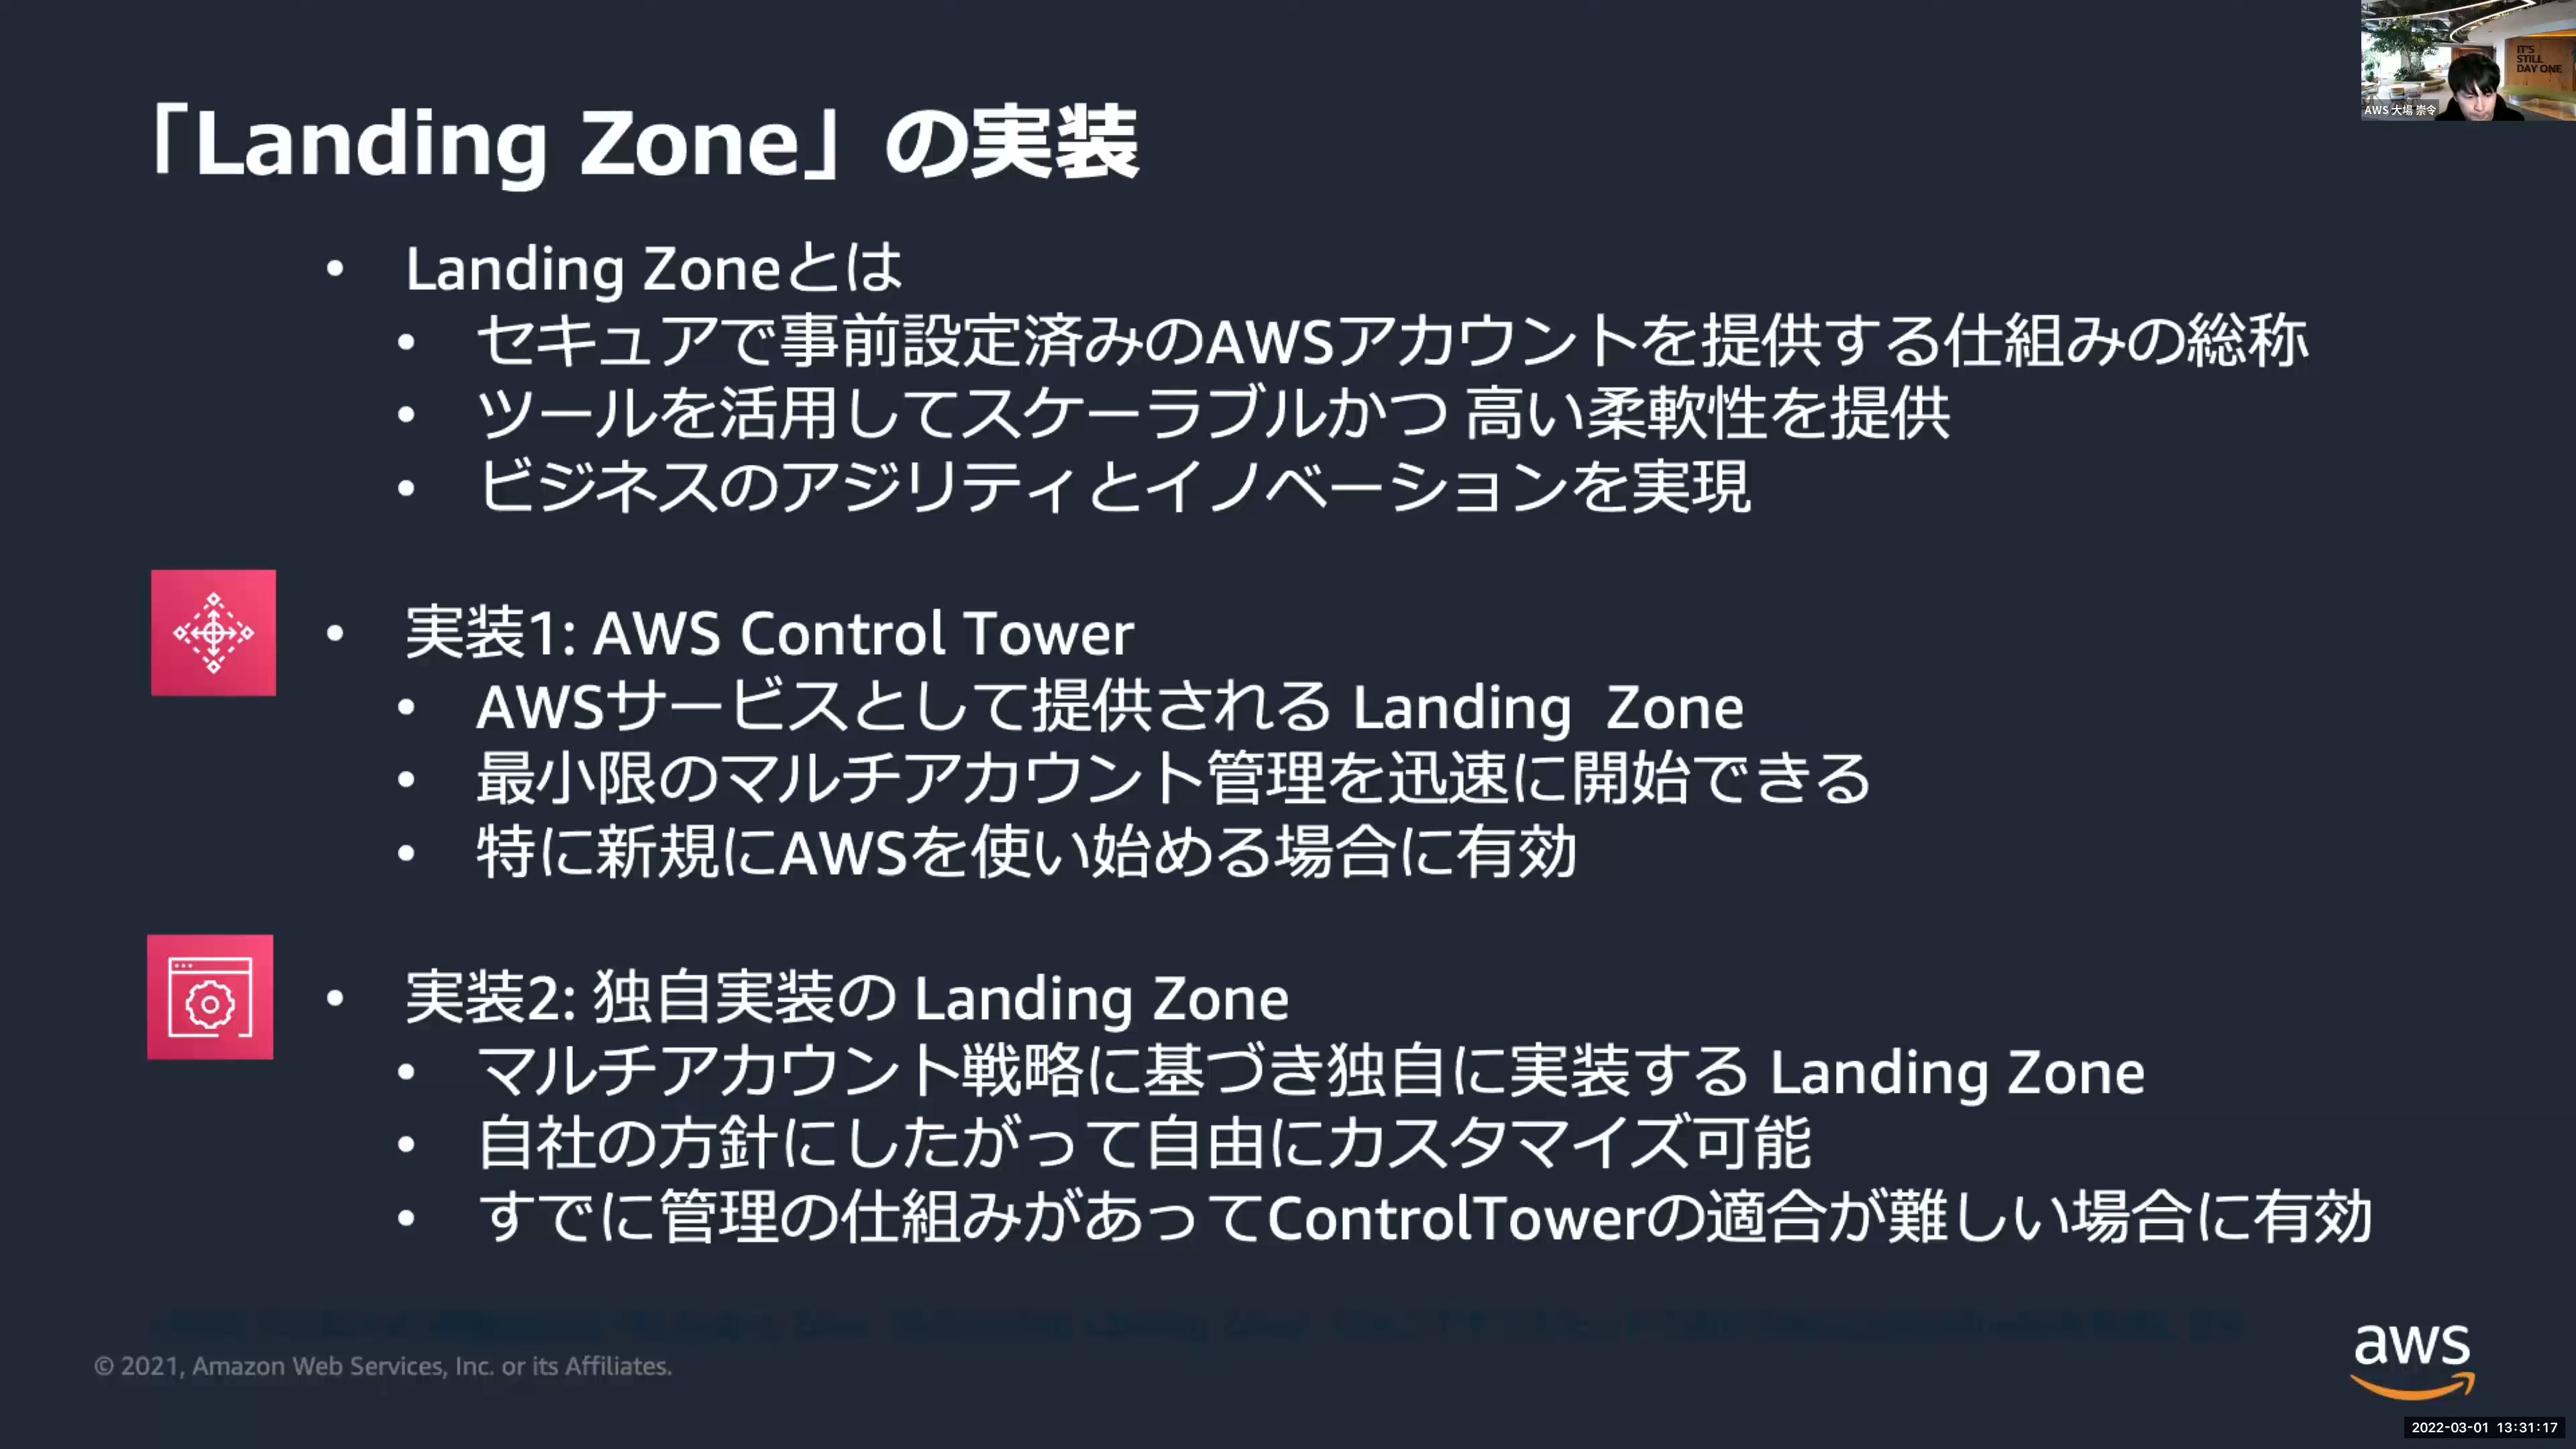 IT'S
STILL
DAY ONE
AWS 大場 崇令
「Landing Zone」の実装
• Landing Zoneとは
• セキュアで事前設定済みのAWSアカウントを提供する仕組みの総称
• ツールを活用してスケーラブルかつ 高い柔軟性を提供
• ビジネスのアジリティとイノベーションを実現
• 実装1: AWS Control Tower
• AWSサービスとして提供される Landing Zone
• 最小限のマルチアカウント管理を迅速に開始できる
• 特に新規にAWSを使い始める場合に有効
• 実装2: 独自実装の Landing Zone
• マルチアカウント戦略に基づき独自に実装する Landing Zone
• 自社の方針にしたがって自由にカスタマイズ可能
• すでに管理の仕組みがあってControlTowerの適合が難しい場合に有効
© 2021, Amazon Web Services, Inc. or its Affiliates.
aws
2022-03-01 13:31:17